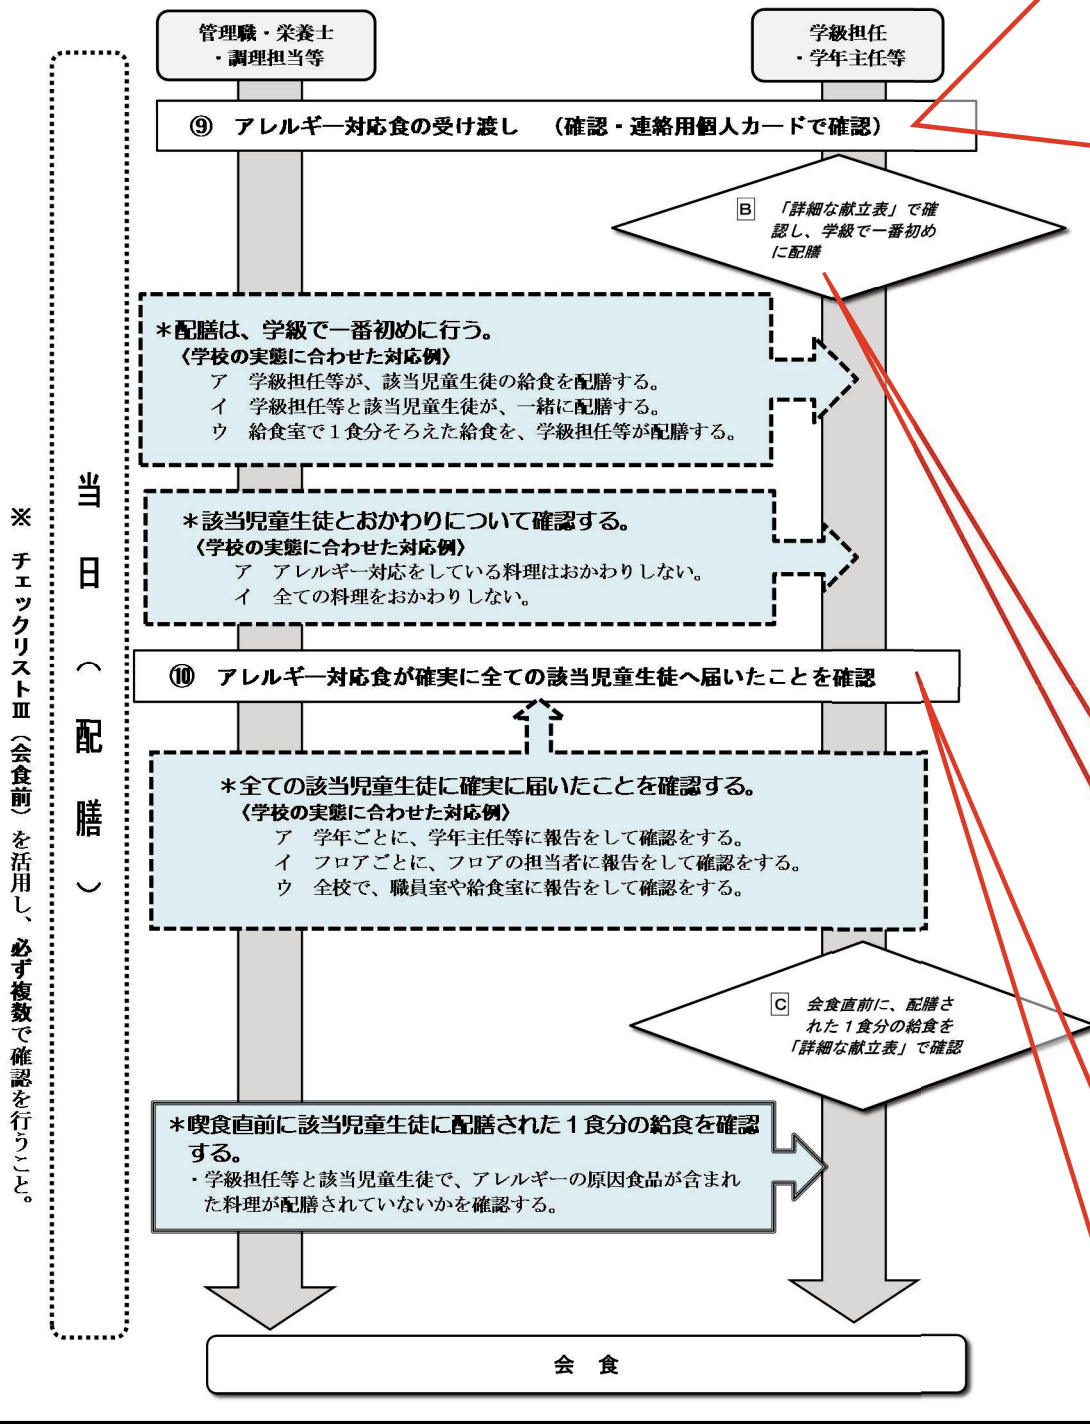 管理職・栄養士
・調理担当等
学級担任
・学年主任等
⑨　アレルギー対応食の受け渡し　（確認・連絡用個人カードで確認）
B　「詳細な献立表」で確
認し、学級で一番初め
に配膳
＊配膳は、学級で一番初めに行う。
〈学校の実態に合わせた対応例〉
ア　学級担任等が、該当児童生徒の給食を配膳する。
イ　学級担任等と該当児童生徒が、一緒に配膳する。
ウ　給食室で１食分そろえた給食を、学級担任等が配膳する。
＊該当児童生徒とおかわりについて確認する。
〈学校の実態に合わせた対応例〉
ア　アレルギー対応をしている料理はおかわりしない。
イ　全ての料理をおかわりしない。
⑩　アレルギー対応食が確実に全ての該当児童生徒へ届いたことを確認
＊全ての該当児童生徒に確実に届いたことを確認する。
〈学校の実態に合わせた対応例〉
ア　学年ごとに、学年主任等に報告をして確認をする。
イ　フロアごとに、フロアの担当者に報告をして確認をする。
ウ　全校で、職員室や給食室に報告をして確認をする。
C　会食直前に、配膳さ
れた１食分の給食を
「詳細な献立表」で確認
＊喫食直前に該当児童生徒に配膳された１食分の給食を確認
する。
・学級担任等と該当児童生徒で、アレルギーの原因食品が含まれ
た料理が配膳されていないかを確認する。
会　食
当日（配膳）
※　チェックリストⅢ（会食前）を活用し、必ず複数で確認を行うこと。